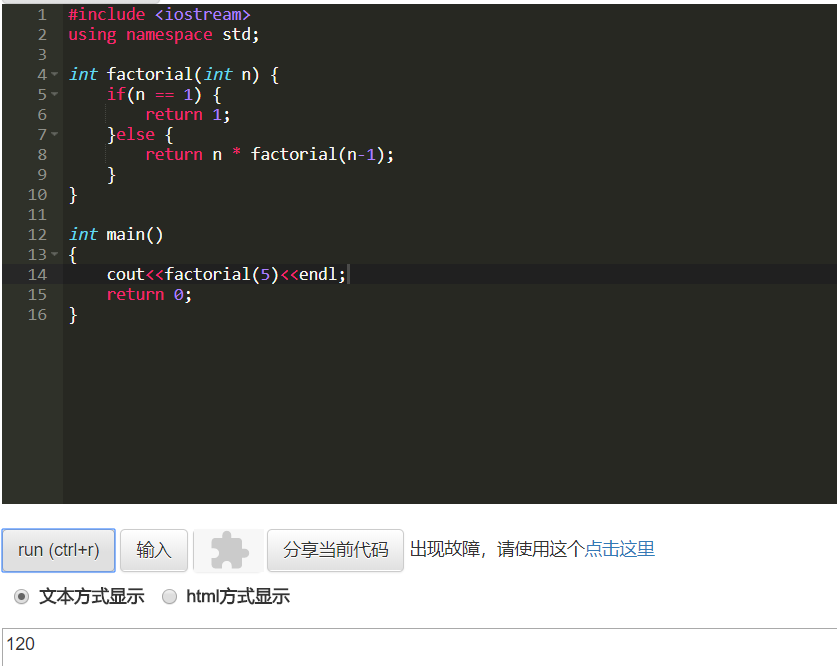 1 #include <iostream>
2 using namespace std;
3
4 int factorial(int n) {
5     if(n == 1) {
6         return 1;
7     }else {
8         return n * factorial(n-1);
9     }
10 }
11
12 int main()
13 {
14     cout<<factorial(5)<<endl;
15     return 0;
16 }
run (ctrl+r) 输入 分享当前代码 出现故障，请使用这个点击这里
文本方式显示 html方式显示
120